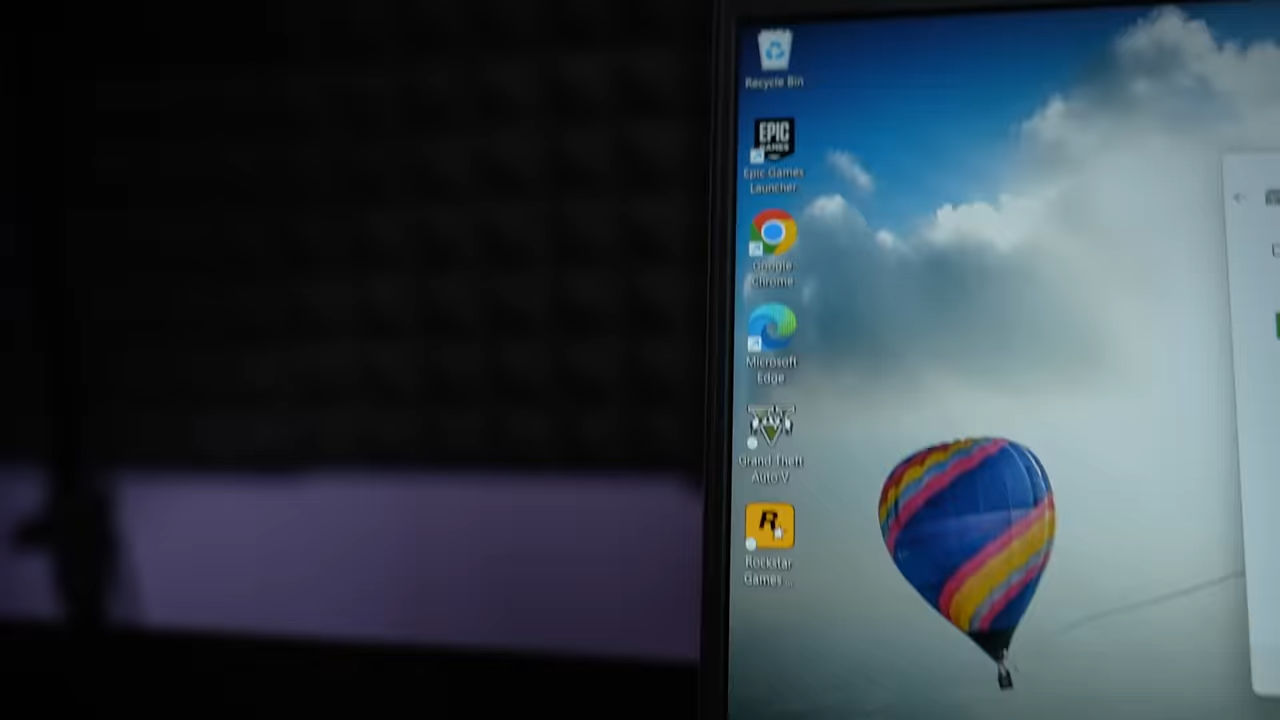 Recycle Bin
EPIC
GAMES
Epic Games
Launcher
Google
Chrome
Microsoft
Edge
V
Grand Theft
Auto V
R
Rockstar
Games ...